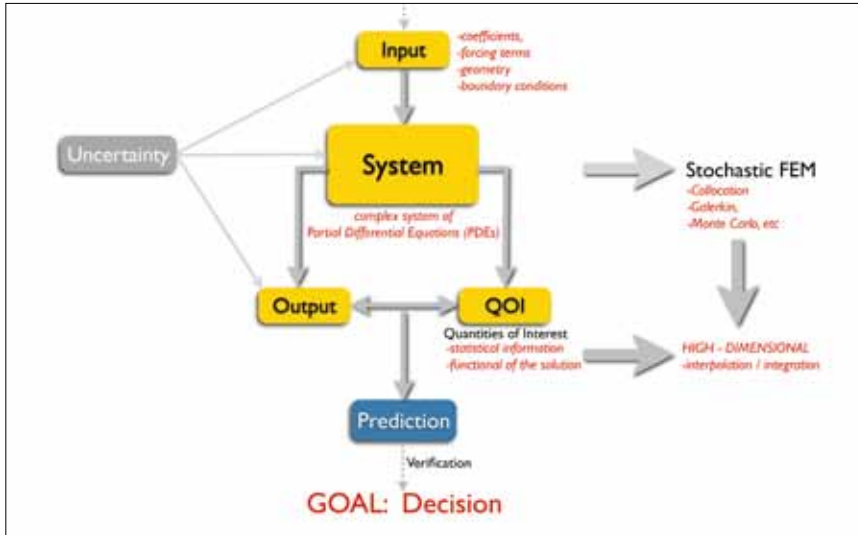 Input
-coefficients,
-forcing terms
-geometry
-boundary conditions
Uncertainty
System
complex system of
Partial Differential Equations (PDEs)
Stochastic FEM
-Collocation
-Galerkin,
-Monte Carlo, etc
Output
QOI
Quantities of Interest
-statistical information
-functional of the solution
HIGH - DIMENSIONAL
-interpolation / integration
Prediction
Verification
GOAL: Decision